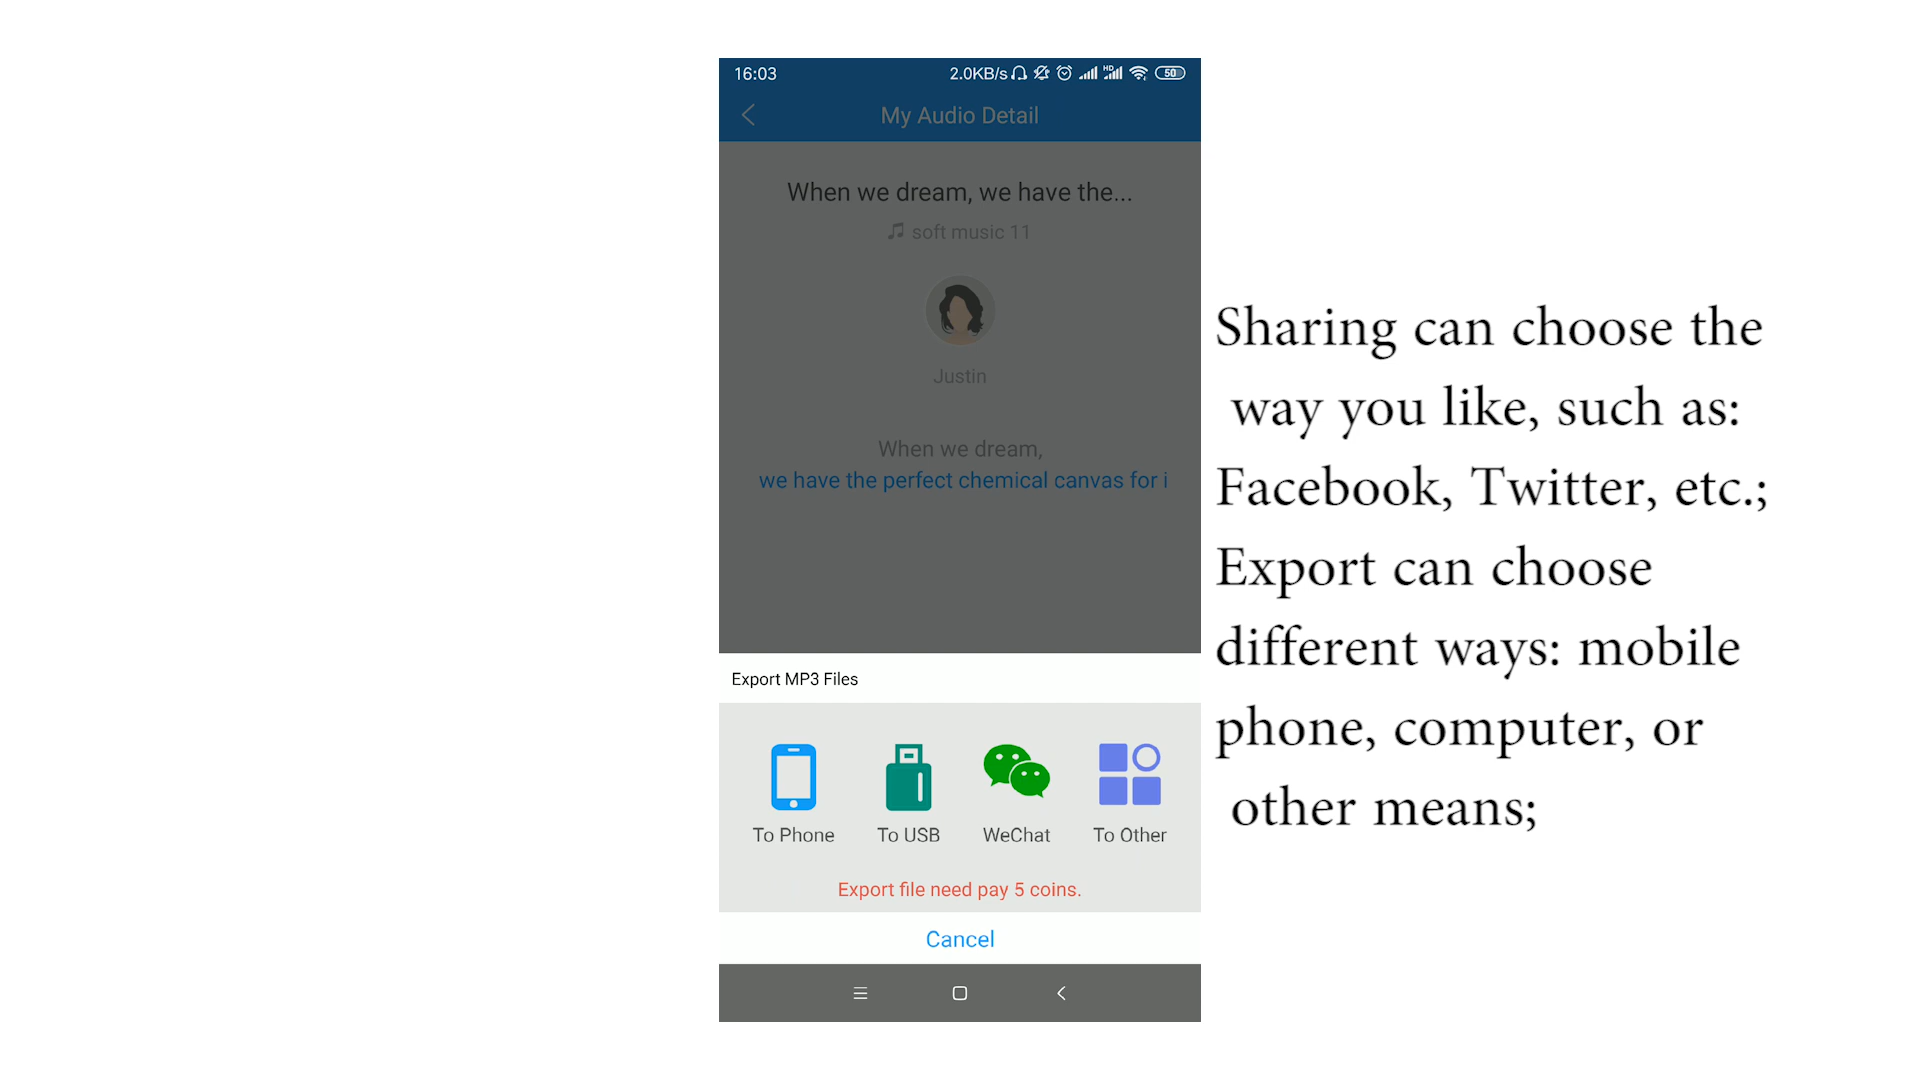 16:03
2.0KB/s HD 50
My Audio Detail
When we dream, we have the...
soft music 11
Justin
When we dream,
we have the perfect chemical canvas for i
Export MP3 Files
To Phone To USB WeChat To Other
Export file need pay 5 coins.
Cancel
Sharing can choose the
way you like, such as:
Facebook, Twitter, etc.;
Export can choose
different ways: mobile
phone, computer, or
other means;